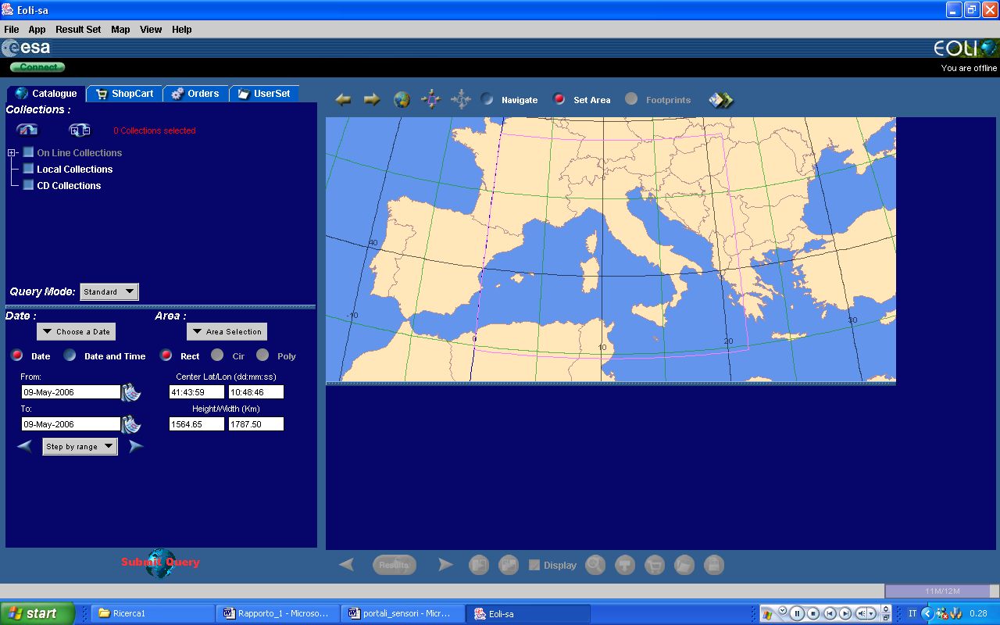 Eoli-sa
File App Result Set Map View Help
esa
EOLI
Connect
You are offline
Catalogue ShopCart Orders UserSet
Navigate Set Area Footprints
Collections :
0 Collections selected
On Line Collections
Local Collections
CD Collections
40
-10
0
10
20
30
Query Mode: Standard
Date : Area :
Choose a Date Area Selection
Date Date and Time Rect Cir Poly
From: Center Lat/Lon (dd:mm:ss)
09-May-2006 41:43:59 10:48:46
To: Height/Width (Km)
09-May-2006 1564.65 1787.50
Step by range
Submit Query
Results Display
11M/12M
start Ricerca1 Rapporto_1 - Microso... portali_sensori - Micr... Eoli-sa IT 0.28